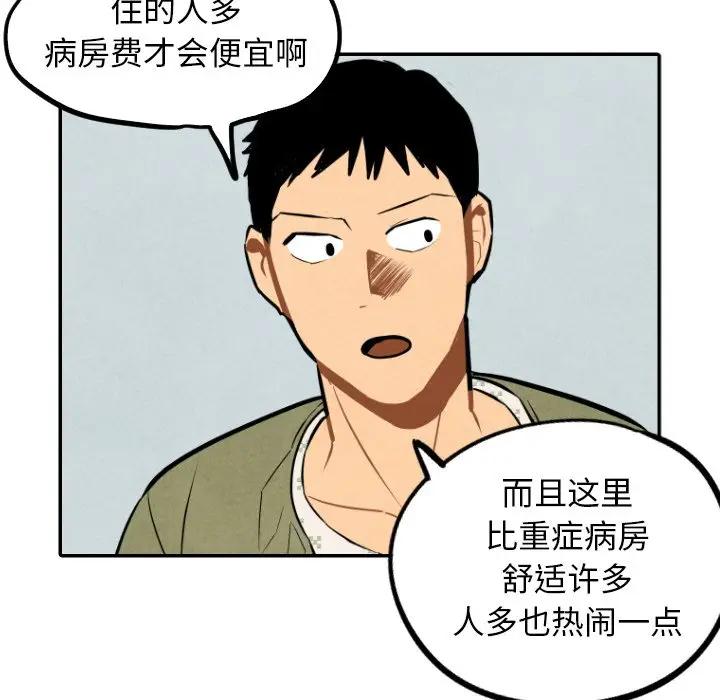 住的人多
病房费才会便宜啊
而且这里
比重症病房
舒适许多
人多也热闹一点